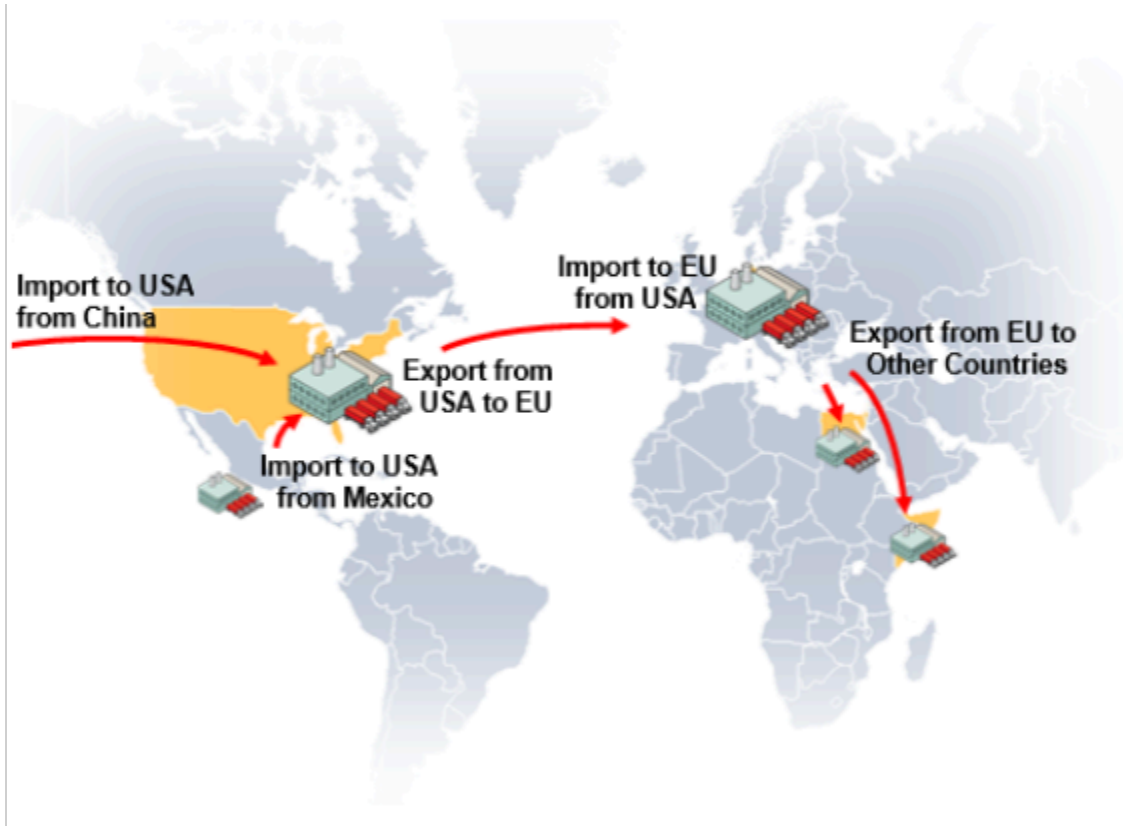 Import to USA
from China
Export from
USA to EU
Import to USA
from Mexico
Import to EU
from USA
Export from EU to
Other Countries